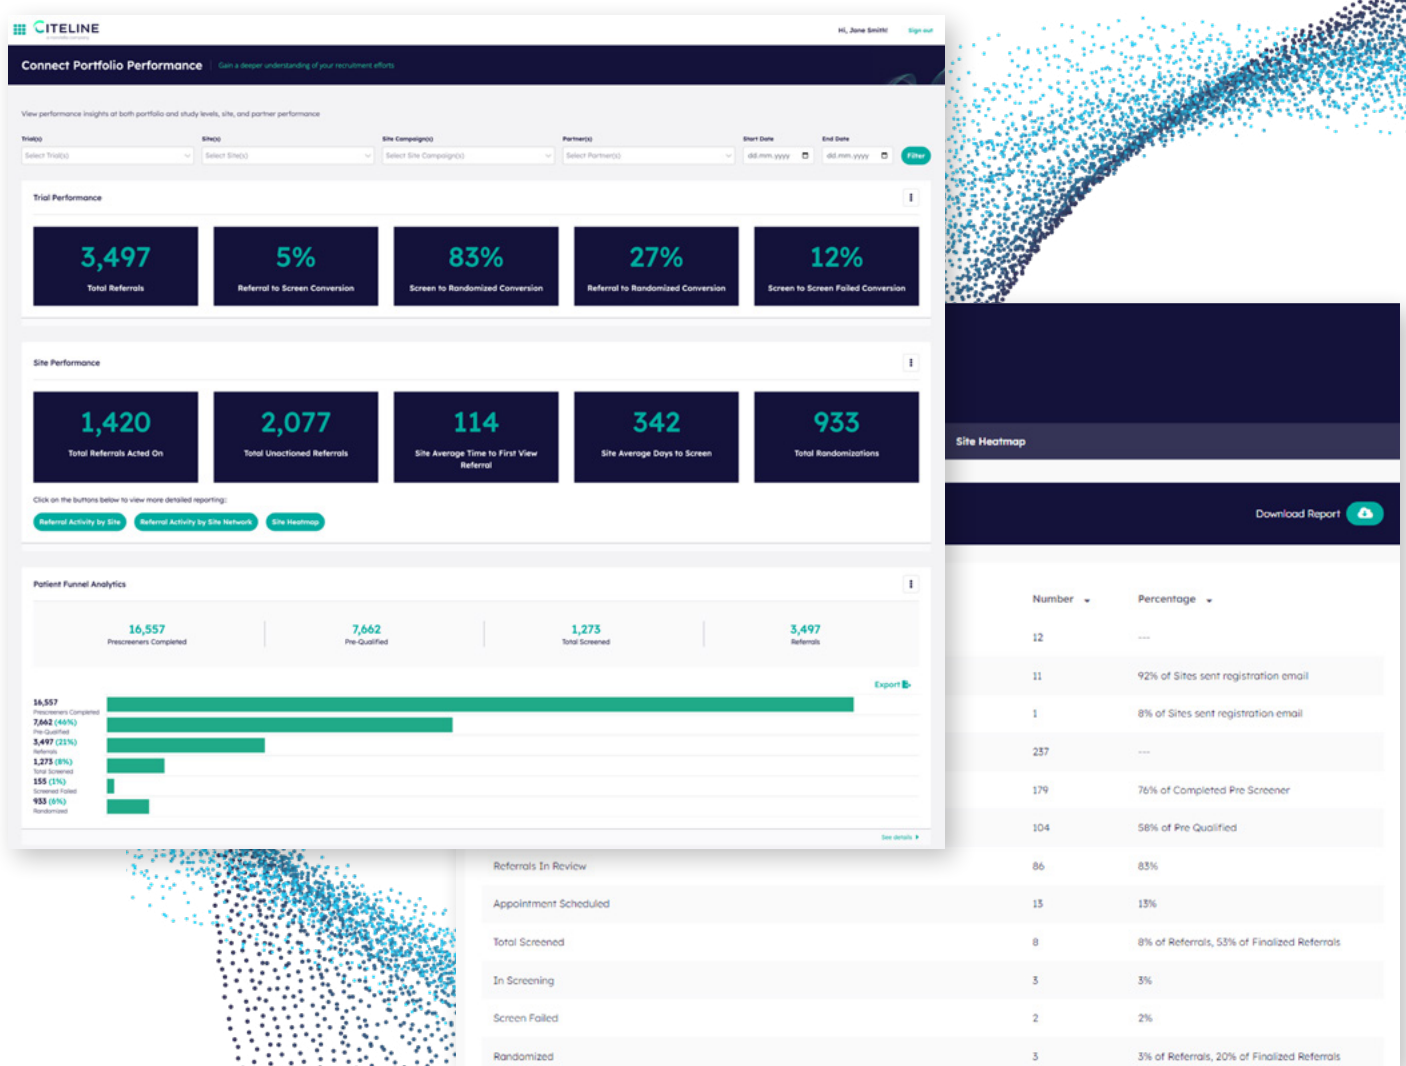 CITELINE
Hi, Jane Smith!
Sign out
Connect Portfolio Performance
Gain a deeper understanding of your recruitment efforts
View performance insights at both portfolio and study levels, site, and partner performance
Trial(s)
Site(s)
Site Campaign(s)
Partner(s)
Start Date
End Date
Select Trial(s)
Select Site(s)
Select Site Campaign(s)
Select Partner(s)
dd.mm.yyyy
dd.mm.yyyy
Filter
Trial Performance
3,497
Total Referrals
5%
Referral to Screen Conversion
83%
Screen to Randomized Conversion
27%
Referral to Randomized Conversion
12%
Screen to Screen Failed Conversion
Site Performance
1,420
Total Referrals Acted On
2,077
Total Unactioned Referrals
114
Site Average Time to First View
Referral
342
Site Average Days to Screen
933
Total Randomizations
Click on the buttons below to view more detailed reporting:
Referral Activity by Site
Referral Activity by Site Network
Site Heatmap
Patient Funnel Analytics
16,557
Prescreeners Completed
7,662
Pre-Qualified
1,273
Total Screened
3,497
Referrals
Export
16,557
Prescreeners Completed
7,662 (46%)
Pre-Qualified
3,497 (21%)
Referrals
1,273 (8%)
Total Screened
155 (1%)
Screened Failed
933 (6%)
Randomized
See details
Site Heatmap
Download Report
Number
Percentage
12 ---
11 92% of Sites sent registration email
1 8% of Sites sent registration email
237 ---
179 76% of Completed Pre Screener
104 58% of Pre Qualified
Referrals In Review 86 83%
Appointment Scheduled 13 13%
Total Screened 8 8% of Referrals, 53% of Finalized Referrals
In Screening 3 3%
Screen Failed 2 2%
Randomized 3 3% of Referrals, 20% of Finalized Referrals